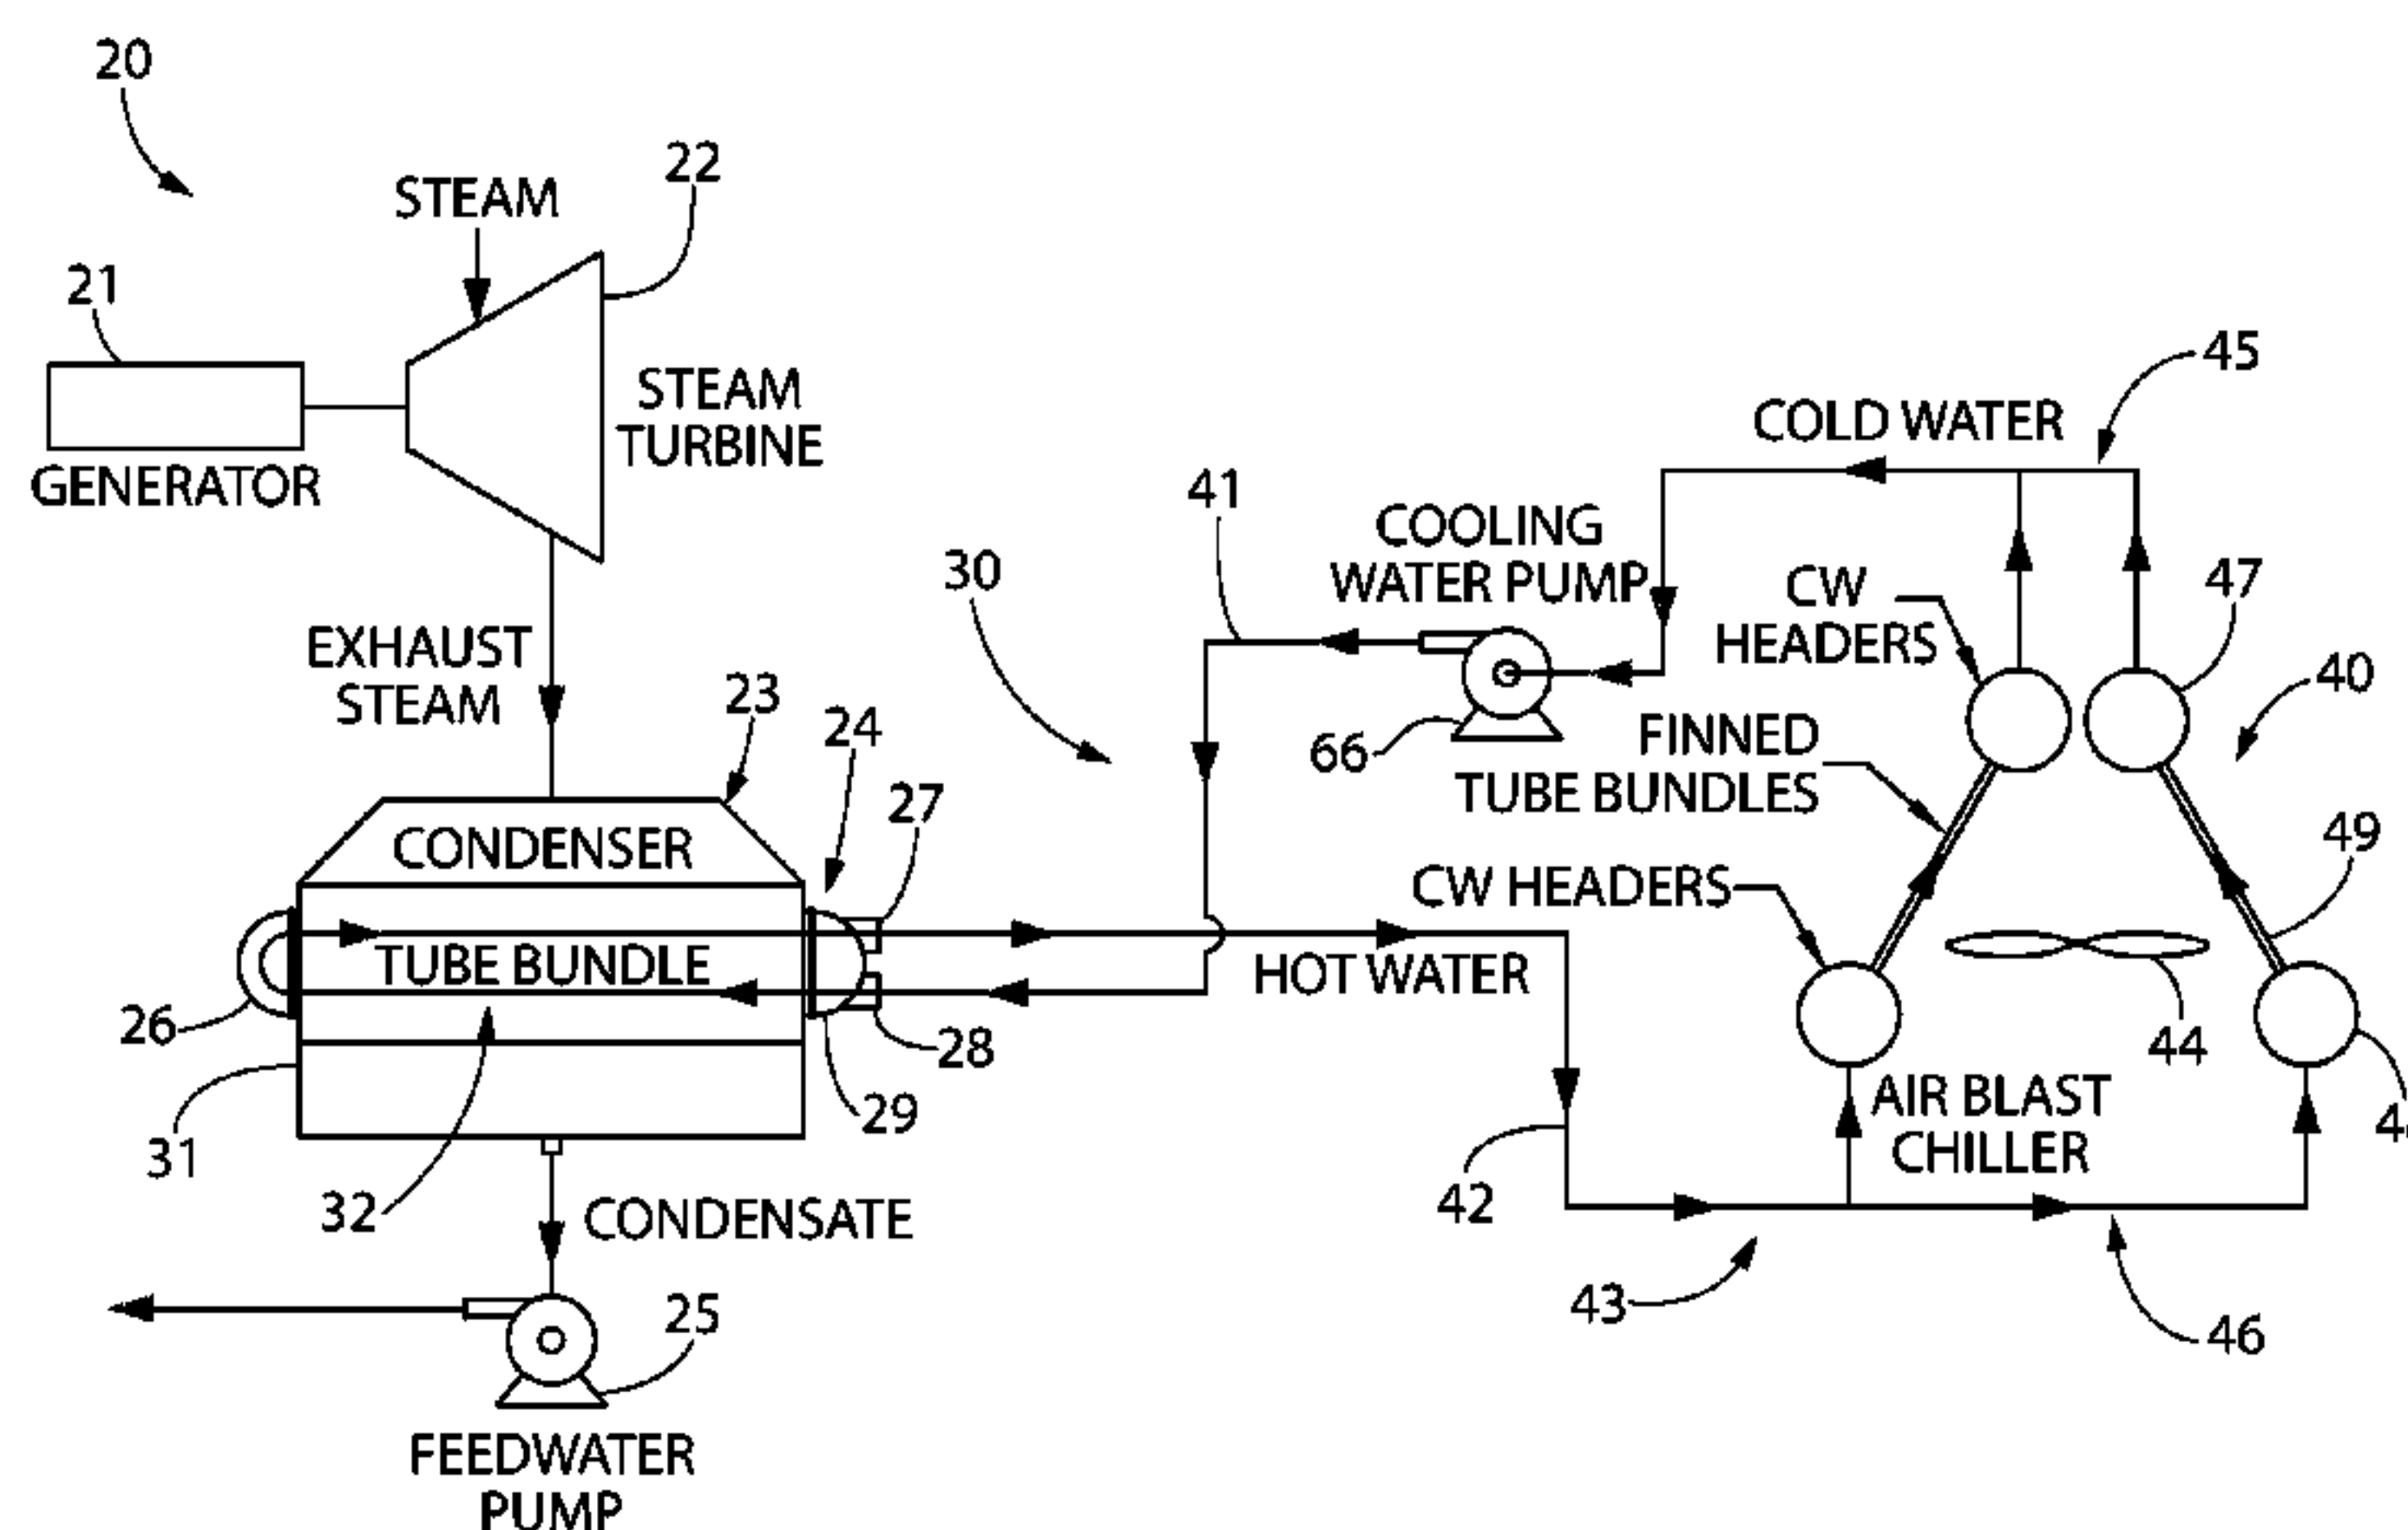 20
STEAM
22
21
STEAM
TURBINE
GENERATOR
EXHAUST
STEAM
23
24
27
CONDENSER
TUBE BUNDLE
26
28
29
31
32
CONDENSATE
25
FEEDWATER
PUMP
30
41
COOLING
WATER PUMP
66
COLD WATER
45
CW
HEADERS
47
40
FINNED
TUBE BUNDLES
49
CW HEADERS
HOT WATER
44
AIR BLAST
CHILLER
42
43
46